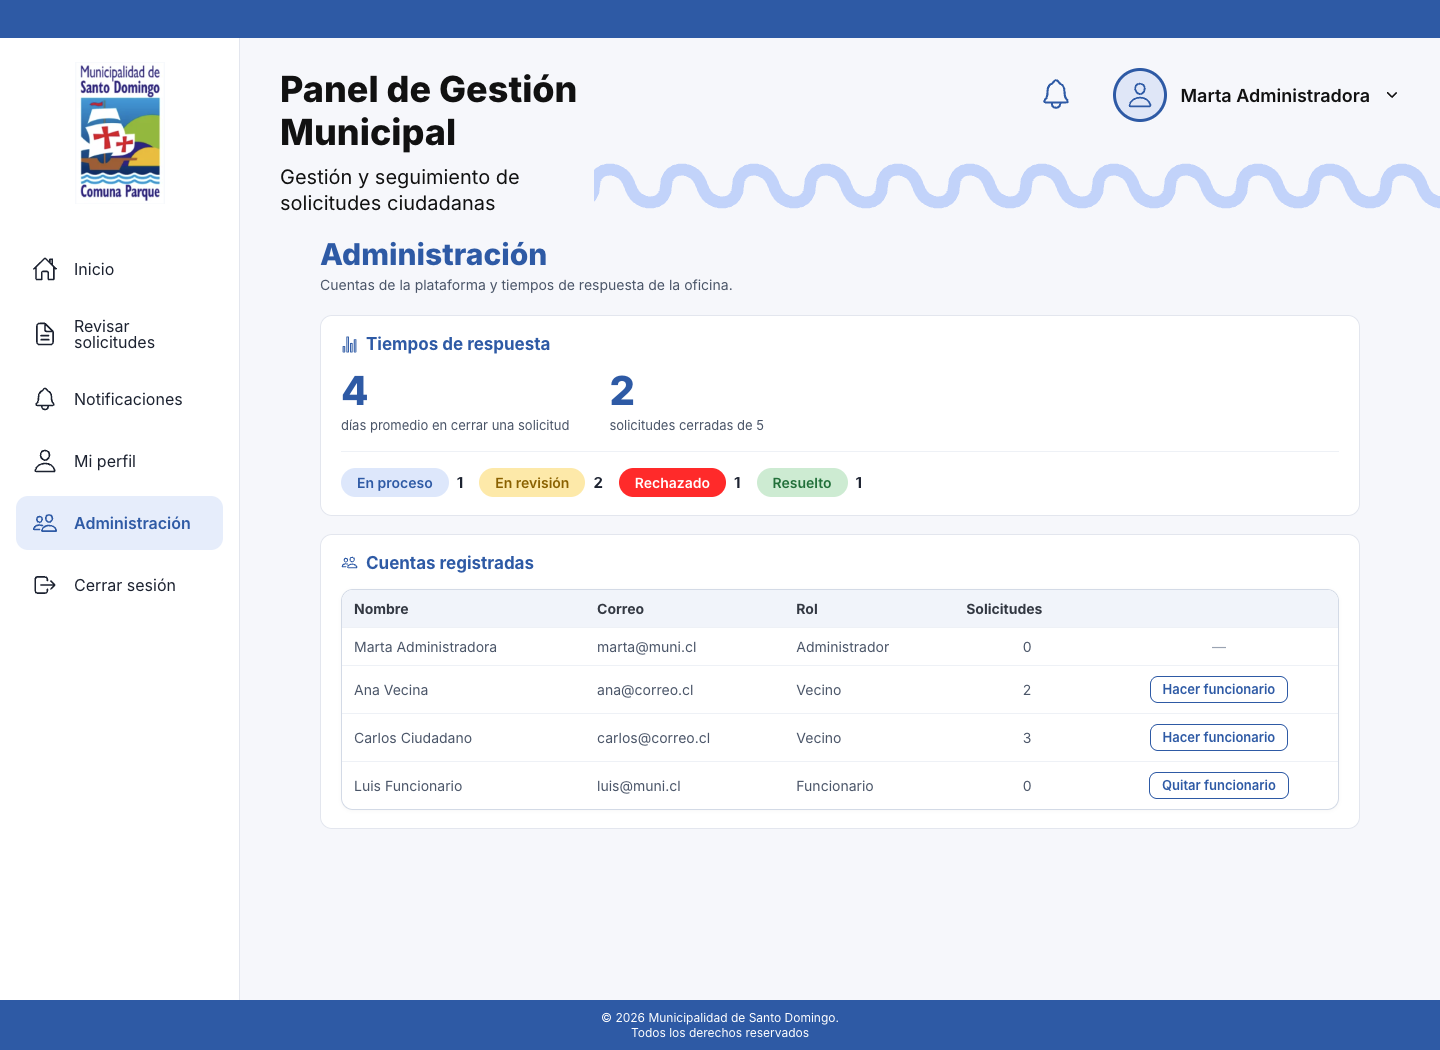 Municipalidad de
Santo Domingo
Comuna Parque
Inicio
Revisar
solicitudes
Notificaciones
Mi perfil
Administración
Cerrar sesión
Panel de Gestión
Municipal
Gestión y seguimiento de
solicitudes ciudadanas
Marta Administradora
Administración
Cuentas de la plataforma y tiempos de respuesta de la oficina.
Tiempos de respuesta
4 2
días promedio en cerrar una solicitud solicitudes cerradas de 5
En proceso 1 En revisión 2 Rechazado 1 Resuelto 1
Cuentas registradas
Nombre Correo Rol Solicitudes
Marta Administradora marta@muni.cl Administrador 0 —
Ana Vecina ana@correo.cl Vecino 2 Hacer funcionario
Carlos Ciudadano carlos@correo.cl Vecino 3 Hacer funcionario
Luis Funcionario luis@muni.cl Funcionario 0 Quitar funcionario
© 2026 Municipalidad de Santo Domingo.
Todos los derechos reservados